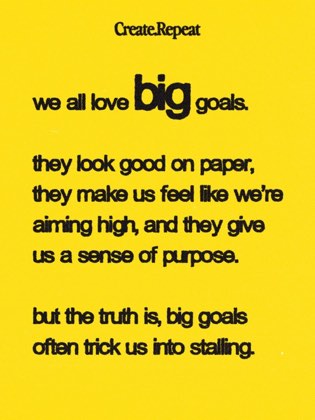 Create.Repeat
we all love big goals.
they look good on paper,
they make us feel like we're
aiming high, and they give
us a sense of purpose.
but the truth is, big goals
often trick us into stalling.